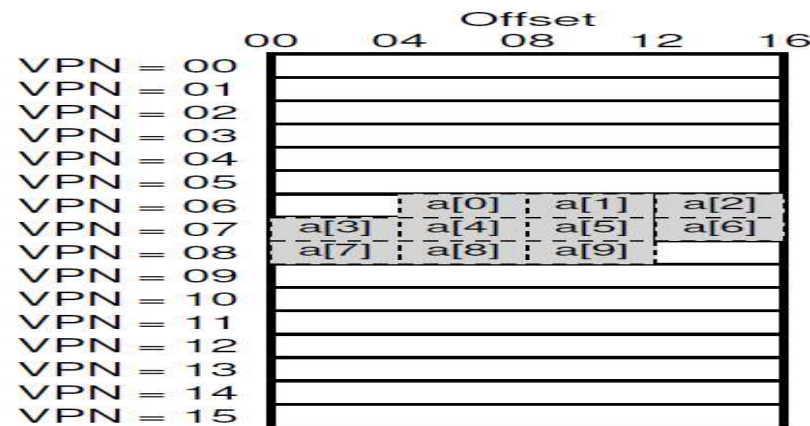 Offset
00 04 08 12 16
VPN = 00
VPN = 01
VPN = 02
VPN = 03
VPN = 04
VPN = 05
VPN = 06 a[0] a[1] a[2]
VPN = 07 a[3] a[4] a[5] a[6]
VPN = 08 a[7] a[8] a[9]
VPN = 09
VPN = 10
VPN = 11
VPN = 12
VPN = 13
VPN = 14
VPN = 15